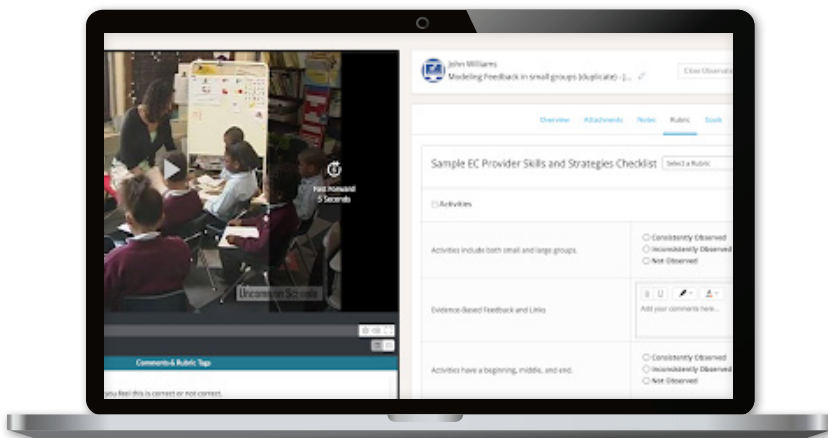 Fast Forward
5 Seconds
Uncommon Schools
Comments & Rubric Tags
you feel this is correct or not correct.
John Williams
Modeling Feedback in small groups (duplicate) - J...
Close Observati
Overview Attachments Notes Rubric Goals
Sample EC Provider Skills and Strategies Checklist
Select a Rubric
Activities
Activities include both small and large groups.
Consistently Observed
Inconsistently Observed
Not Observed
Evidence-Based Feedback and Links
B U A
Add your comments here...
Activities have a beginning, middle, and end.
Consistently Observed
Inconsistently Observed
Not Observed